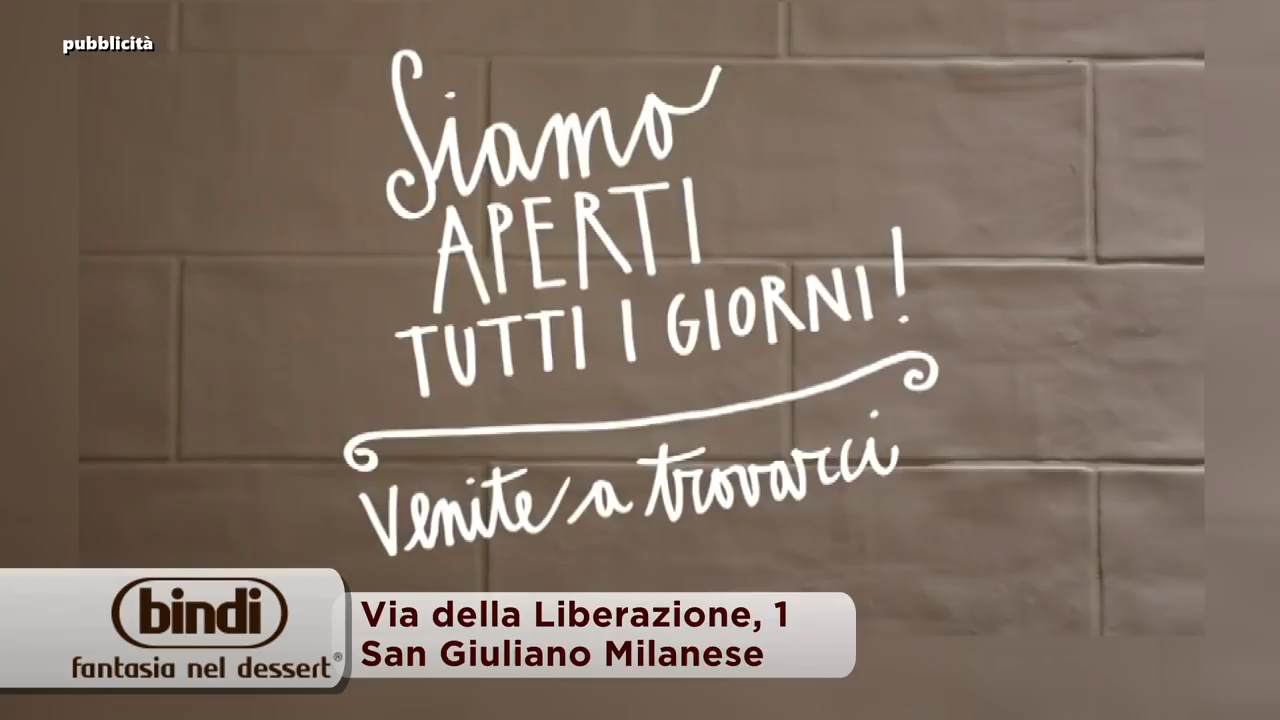 pubblicità
Siamo
APERTI
TUTTI I GIORNI!
Venite a trovarci
bindi
fantasia nel dessert®
Via della Liberazione, 1
San Giuliano Milanese